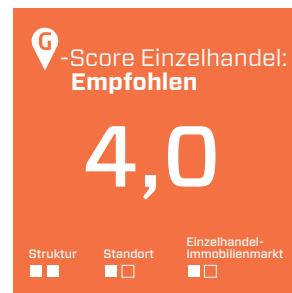 G-Score Einzelhandel:
Empfohlen
4,0
Struktur
Standort
Einzelhandel-
Immobilienmarkt